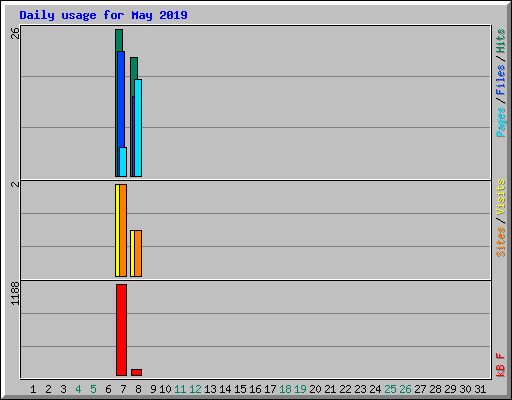 Daily usage for May 2019
26
2
1188
Pages / Files / Hits
Sites / Visits
kB F
1 2 3 4 5 6 7 8 9 10 11 12 13 14 15 16 17 18 19 20 21 22 23 24 25 26 27 28 29 30 31